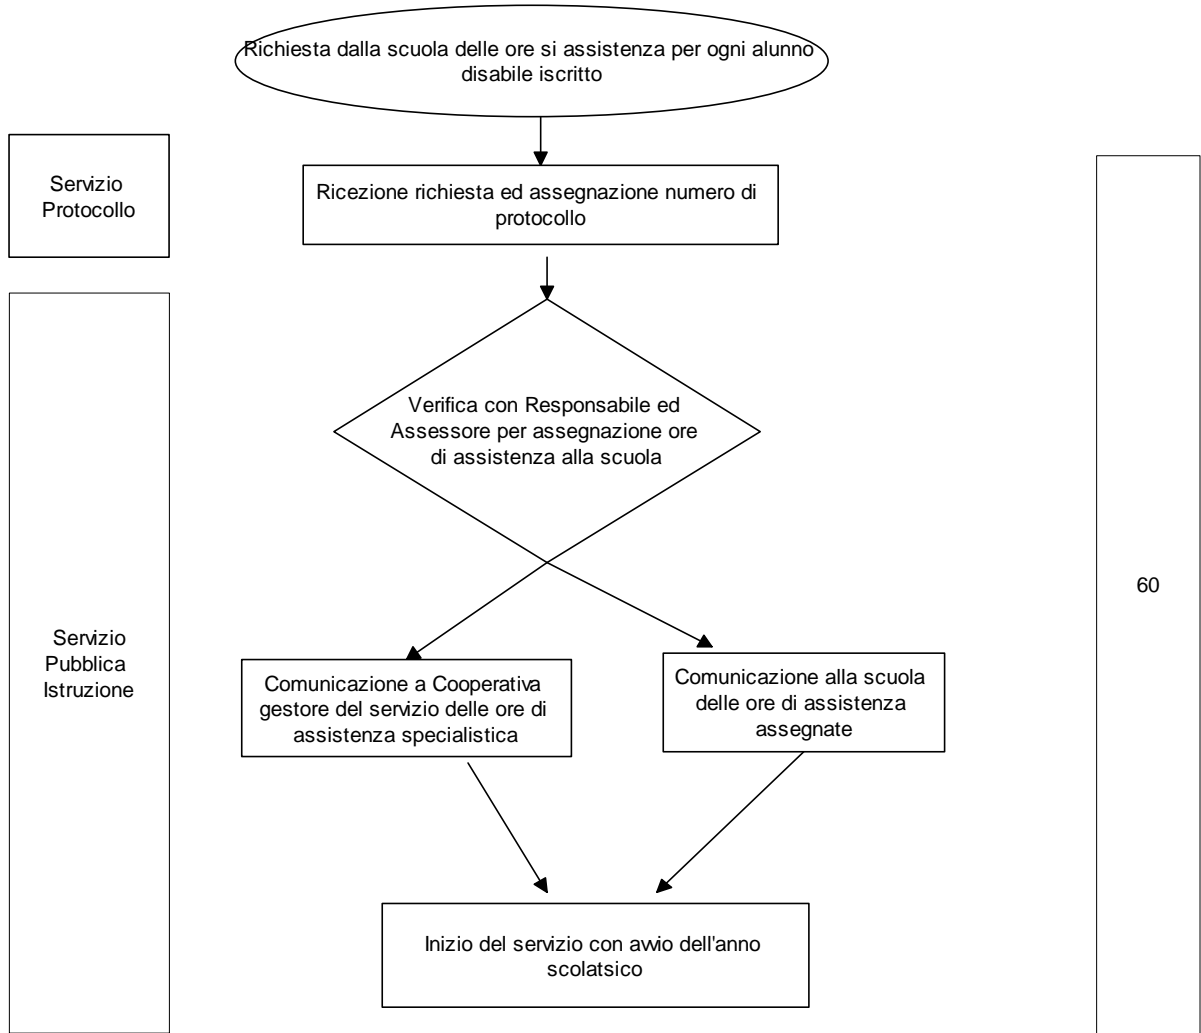 Richiesta dalla scuola delle ore si assistenza per ogni alunno
disabile iscritto
Servizio
Protocollo
Ricezione richiesta ed assegnazione numero di
protocollo
Verifica con Responsabile ed
Assessore per assegnazione ore
di assistenza alla scuola
60
Servizio
Pubblica
Istruzione
Comunicazione a Cooperativa
gestore del servizio delle ore di
assistenza specialistica
Comunicazione alla scuola
delle ore di assistenza
assegnate
Inizio del servizio con avvio dell'anno
scolatsico